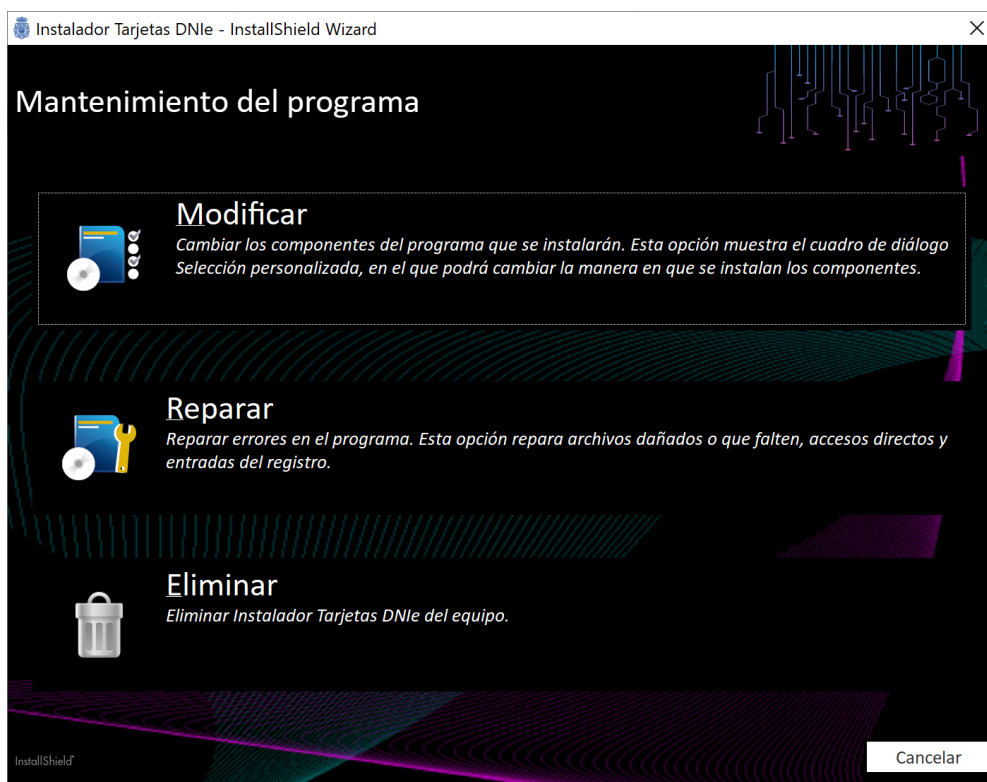 Instalador Tarjetas DNIe - InstallShield Wizard
Mantenimiento del programa
Modificar
Cambiar los componentes del programa que se instalarán. Esta opción muestra el cuadro de diálogo
Selección personalizada, en el que podrá cambiar la manera en que se instalan los componentes.
Reparar
Reparar errores en el programa. Esta opción repara archivos dañados o que falten, accesos directos y
entradas del registro.
Eliminar
Eliminar Instalador Tarjetas DNIe del equipo.
InstallShield
Cancelar